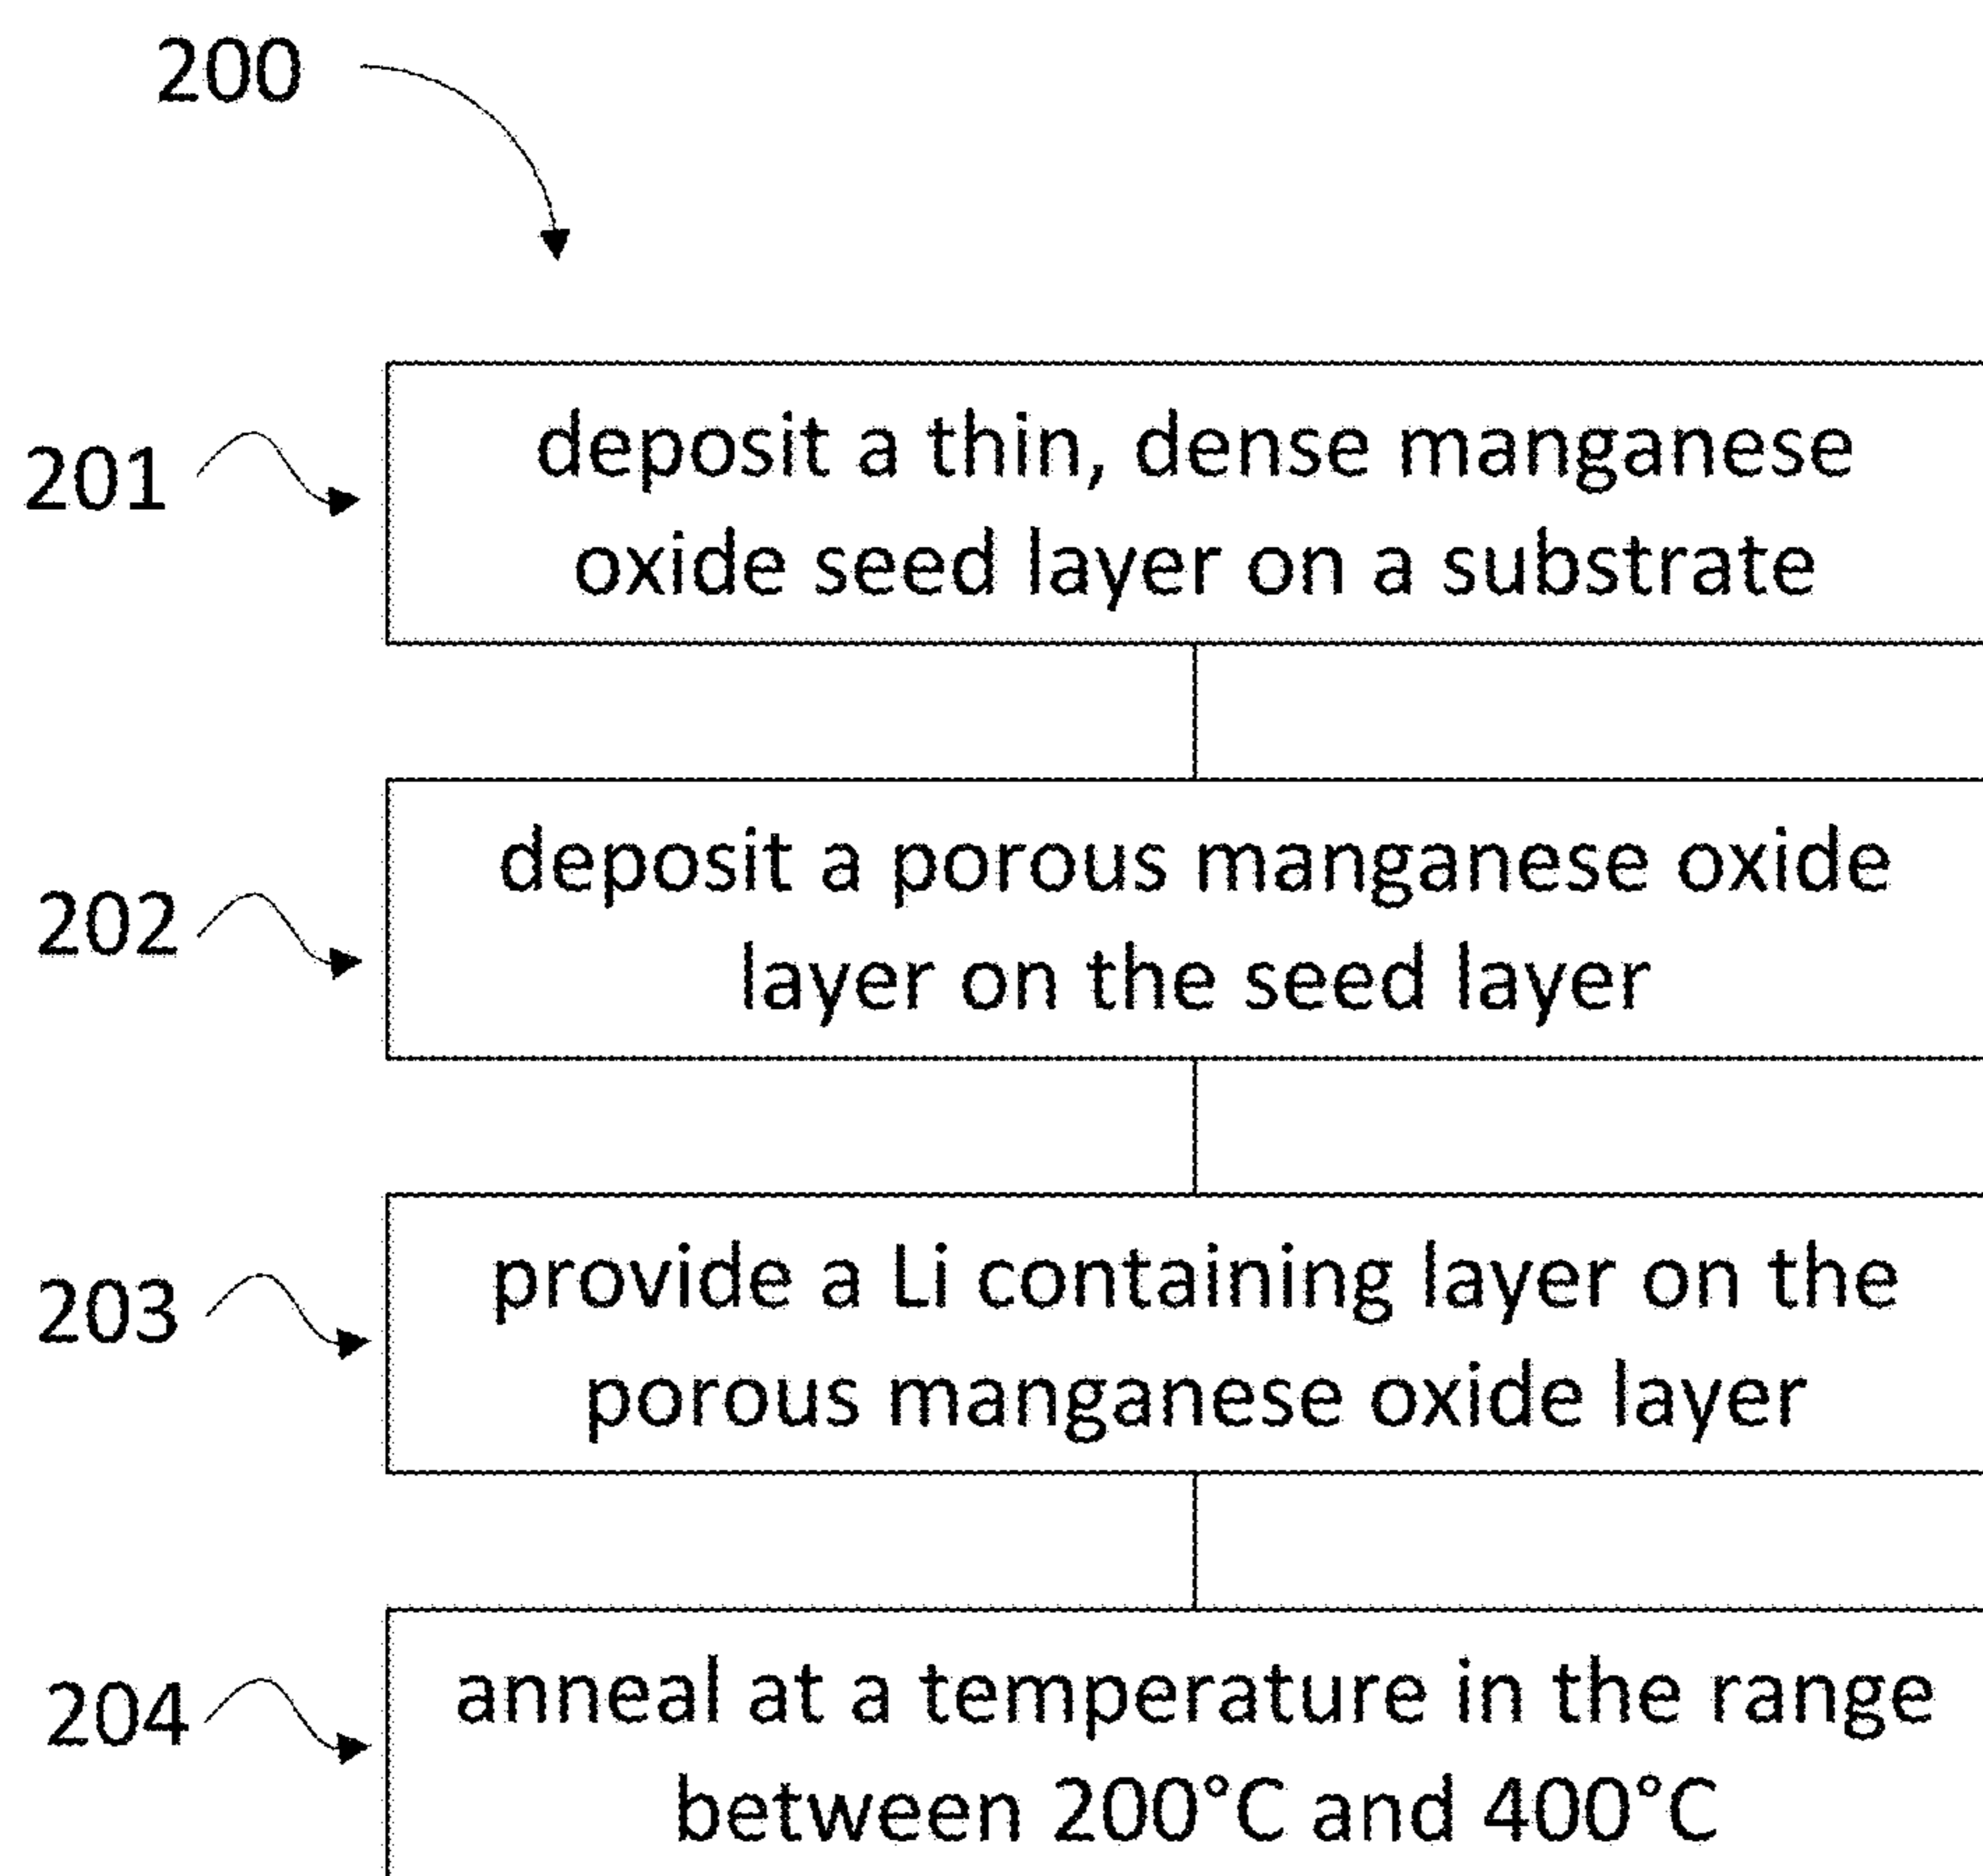 200
201
deposit a thin, dense manganese
oxide seed layer on a substrate
202
deposit a porous manganese oxide
layer on the seed layer
203
provide a Li containing layer on the
porous manganese oxide layer
204
anneal at a temperature in the range
between 200°C and 400°C